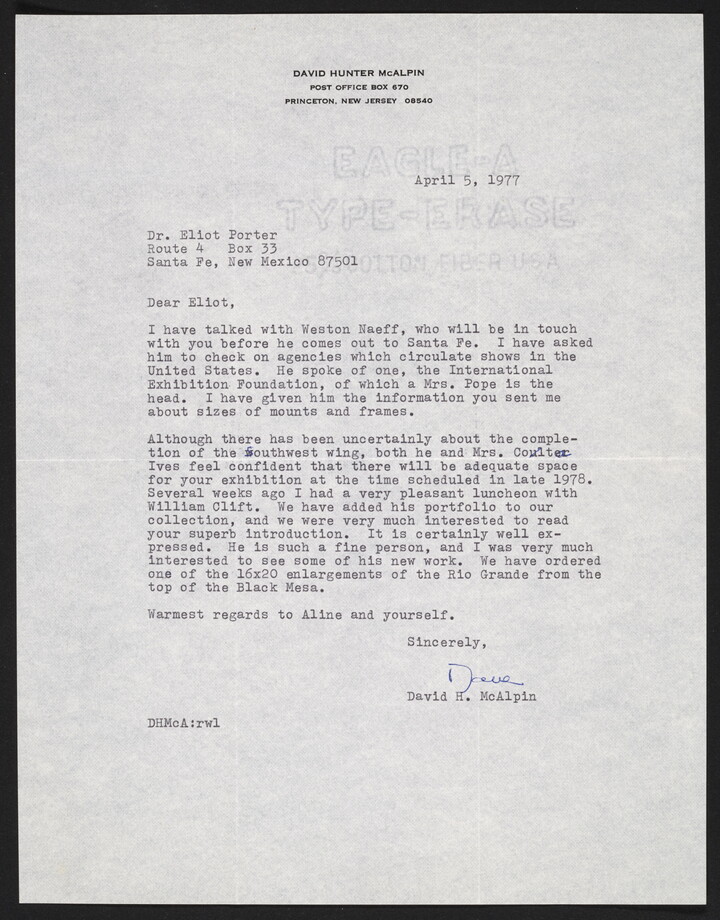 DAVID HUNTER McALPIN
POST OFFICE BOX 670
PRINCETON, NEW JERSEY 08540
EAGLE-A
April 5, 1977
TYPE-ERASE
Dr. Eliot Porter
Route 4 Box 33
Santa Fe, New Mexico 87501
COTTON FIBER USA
Dear Eliot,
I have talked with Weston Naeff, who will be in touch
with you before he comes out to Santa Fe. I have asked
him to check on agencies which circulate shows in the
United States. He spoke of one, the International
Exhibition Foundation, of which a Mrs. Pope is the
head. I have given him the information you sent me
about sizes of mounts and frames.
Although there has been uncertainly about the comple-
tion of the Southwest wing, both he and Mrs. Coulter
Ives feel confident that there will be adequate space
for your exhibition at the time scheduled in late 1978.
Several weeks ago I had a very pleasant luncheon with
William Clift. We have added his portfolio to our
collection, and we were very much interested to read
your superb introduction. It is certainly well ex-
pressed. He is such a fine person, and I was very much
interested to see some of his new work. We have ordered
one of the 16x20 enlargements of the Rio Grande from the
top of the Black Mesa.
Warmest regards to Aline and yourself.
Sincerely,
Dave
David H. McAlpin
DHMcA:rwl